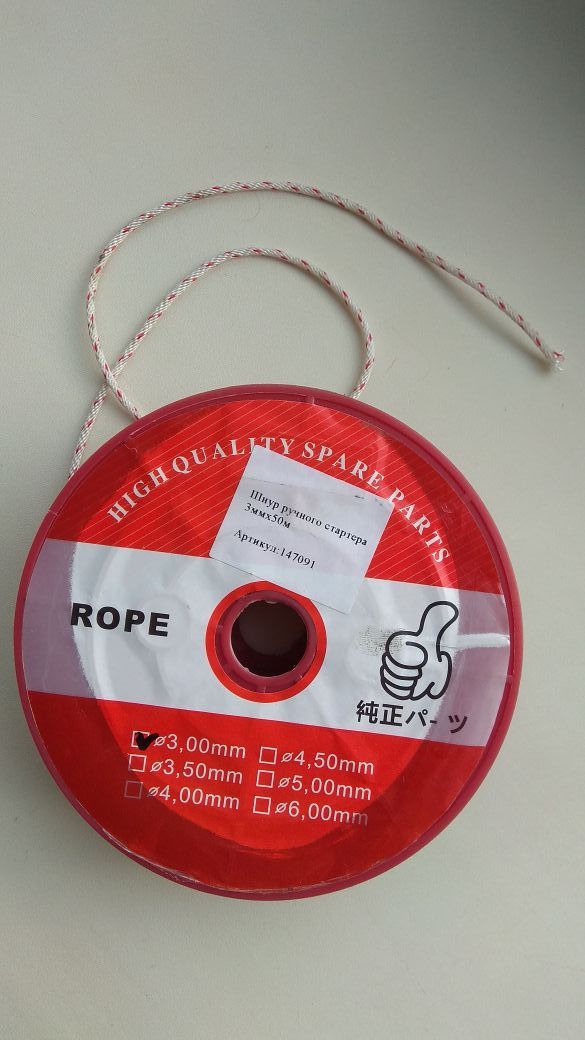 HIGH QUALITY SPARE PARTS
Шнур ручного стартера
3ммх50м
Артикул:147091
ROPE
純正パーツ
✔ø3,00mm ☐ø4,50mm
☐ø3,50mm ☐ø5,00mm
☐ø4,00mm ☐ø6,00mm